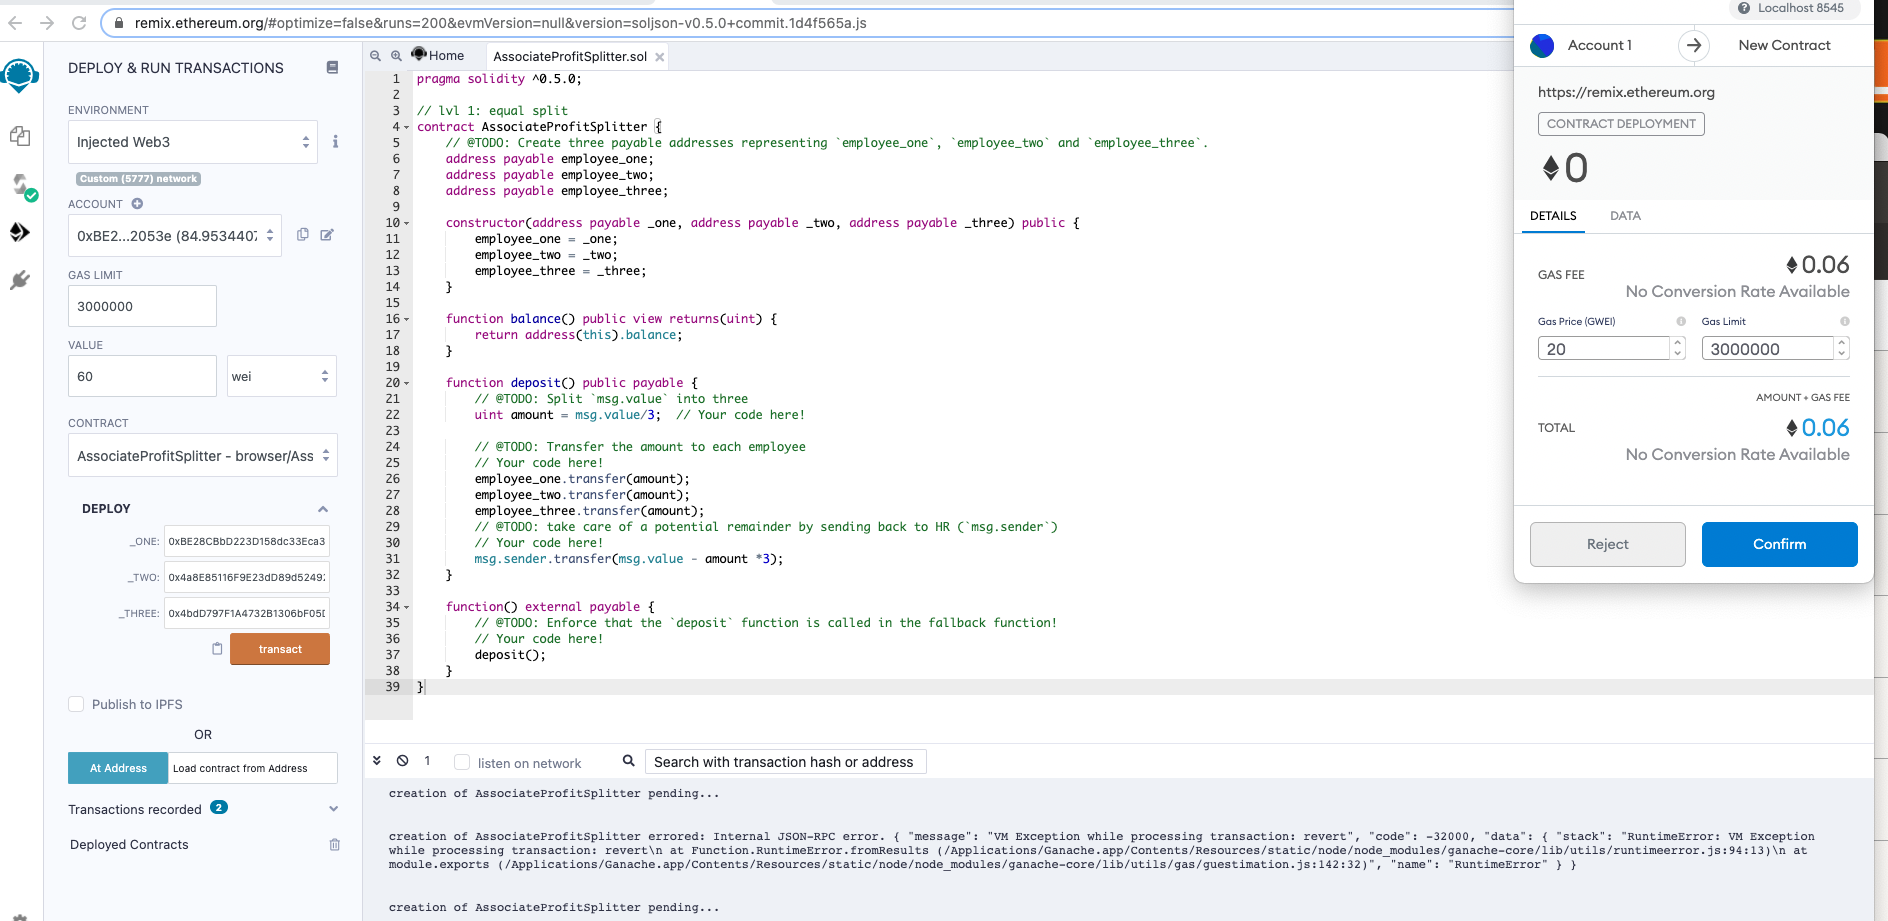 remix.ethereum.org/#optimize=false&runs=200&evmVersion=null&version=soljson-v0.5.0+commit.1d4f565a.js
DEPLOY & RUN TRANSACTIONS
ENVIRONMENT
Injected Web3
Custom (5777) network
ACCOUNT
0xBE2...2053e (84.9534407
GAS LIMIT
3000000
VALUE
60
wei
CONTRACT
AssociateProfitSplitter - browser/Ass
DEPLOY
_ONE: 0xBE28CBbD223D158dc33Eca3
_TWO: 0x4a8E85116F9E23dD89d5249
_THREE: 0x4bdD797F1A4732B1306bF05
transact
Publish to IPFS
OR
At Address
Load contract from Address
Transactions recorded 2
Deployed Contracts
Home
AssociateProfitSplitter.sol
1 pragma solidity ^0.5.0;
2
3 // lvl 1: equal split
4 contract AssociateProfitSplitter {
5 // @TODO: Create three payable addresses representing `employee_one`, `employee_two` and `employee_three`.
6 address payable employee_one;
7 address payable employee_two;
8 address payable employee_three;
9
10 constructor(address payable _one, address payable _two, address payable _three) public {
11 employee_one = _one;
12 employee_two = _two;
13 employee_three = _three;
14 }
15
16 function balance() public view returns(uint) {
17 return address(this).balance;
18 }
19
20 function deposit() public payable {
21 // @TODO: Split `msg.value` into three
22 uint amount = msg.value/3; // Your code here!
23
24 // @TODO: Transfer the amount to each employee
25 // Your code here!
26 employee_one.transfer(amount);
27 employee_two.transfer(amount);
28 employee_three.transfer(amount);
29 // @TODO: take care of a potential remainder by sending back to HR (`msg.sender`)
30 // Your code here!
31 msg.sender.transfer(msg.value - amount *3);
32 }
33
34 function() external payable {
35 // @TODO: Enforce that the `deposit` function is called in the fallback function!
36 // Your code here!
37 deposit();
38 }
39 }
1
listen on network
Search with transaction hash or address
creation of AssociateProfitSplitter pending...
creation of AssociateProfitSplitter errored: Internal JSON-RPC error. { "message": "VM Exception while processing transaction: revert", "code": -32000, "data": { "stack": "RuntimeError: VM Exception
while processing transaction: revert\n at Function.RuntimeError.fromResults (/Applications/Ganache.app/Contents/Resources/static/node/node_modules/ganache-core/lib/utils/runtimeerror.js:94:13)\n at
module.exports (/Applications/Ganache.app/Contents/Resources/static/node/node_modules/ganache-core/lib/utils/gas/guestimation.js:142:32)", "name": "RuntimeError" } }
creation of AssociateProfitSplitter pending...
Localhost 8545
Account 1
New Contract
https://remix.ethereum.org
CONTRACT DEPLOYMENT
0
DETAILS
DATA
GAS FEE
0.06
No Conversion Rate Available
Gas Price (GWEI)
Gas Limit
20
3000000
AMOUNT + GAS FEE
TOTAL
0.06
No Conversion Rate Available
Reject
Confirm